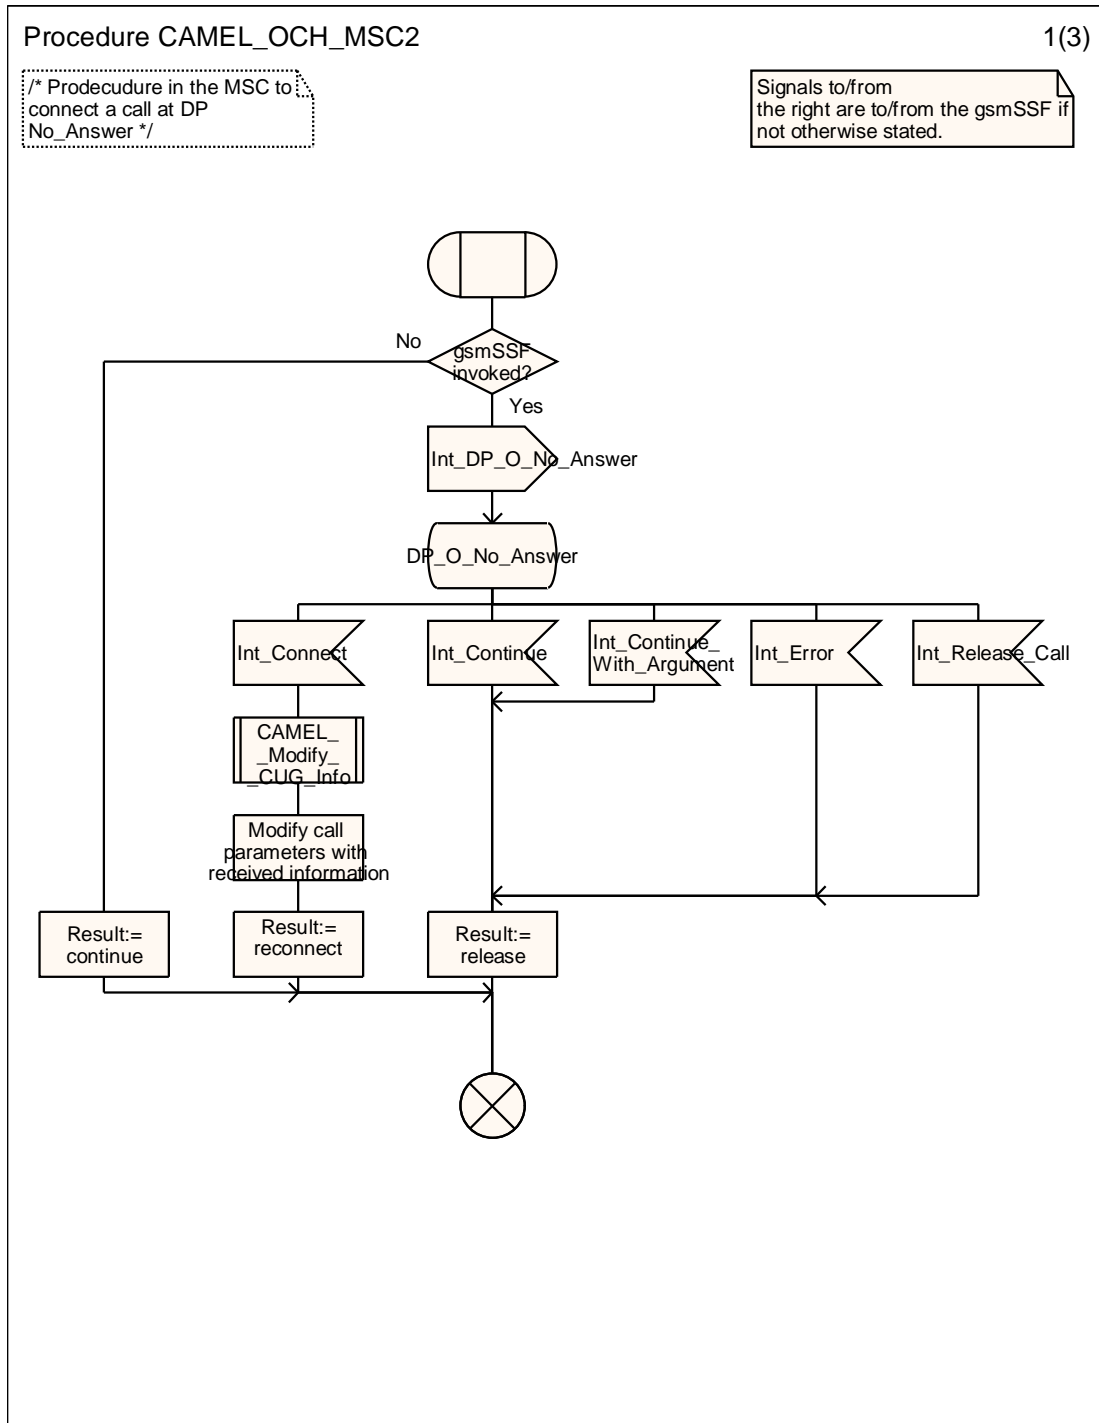 Procedure CAMEL_OCH_MSC2
1(3)
/* Prodecudure in the MSC to
connect a call at DP
No_Answer */
Signals to/from
the right are to/from the gsmSSF if
not otherwise stated.
No
gsmSSF
invoked?
Yes
Int_DP_O_No_Answer
DP_O_No_Answer
Int_Connect
Int_Continue
Int_Continue_
With_Argument
Int_Error
Int_Release_Call
CAMEL_
_Modify_
_CUG_Info
Modify call
parameters with
received information
Result:=
continue
Result:=
reconnect
Result:=
release